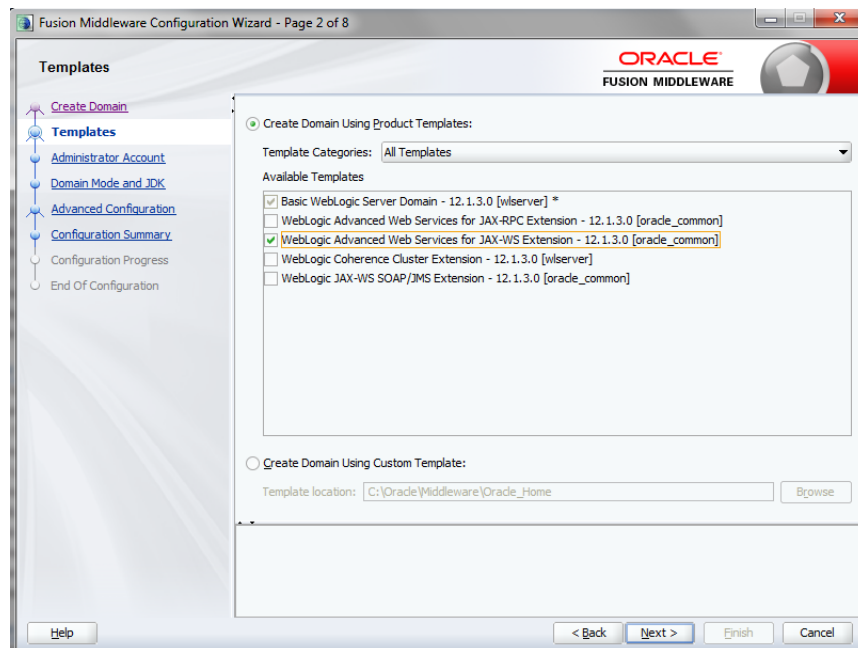 Fusion Middleware Configuration Wizard - Page 2 of 8
Templates
ORACLE
FUSION MIDDLEWARE
Create Domain
Templates
Administrator Account
Domain Mode and JDK
Advanced Configuration
Configuration Summary
Configuration Progress
End Of Configuration
Create Domain Using Product Templates:
Template Categories: All Templates
Available Templates
Basic WebLogic Server Domain - 12.1.3.0 [wlserver] *
WebLogic Advanced Web Services for JAX-RPC Extension - 12.1.3.0 [oracle_common]
WebLogic Advanced Web Services for JAX-WS Extension - 12.1.3.0 [oracle_common]
WebLogic Coherence Cluster Extension - 12.1.3.0 [wlserver]
WebLogic JAX-WS SOAP/JMS Extension - 12.1.3.0 [oracle_common]
Create Domain Using Custom Template:
Template location: C:\Oracle\Middleware\Oracle_Home Browse
Help < Back Next > Finish Cancel